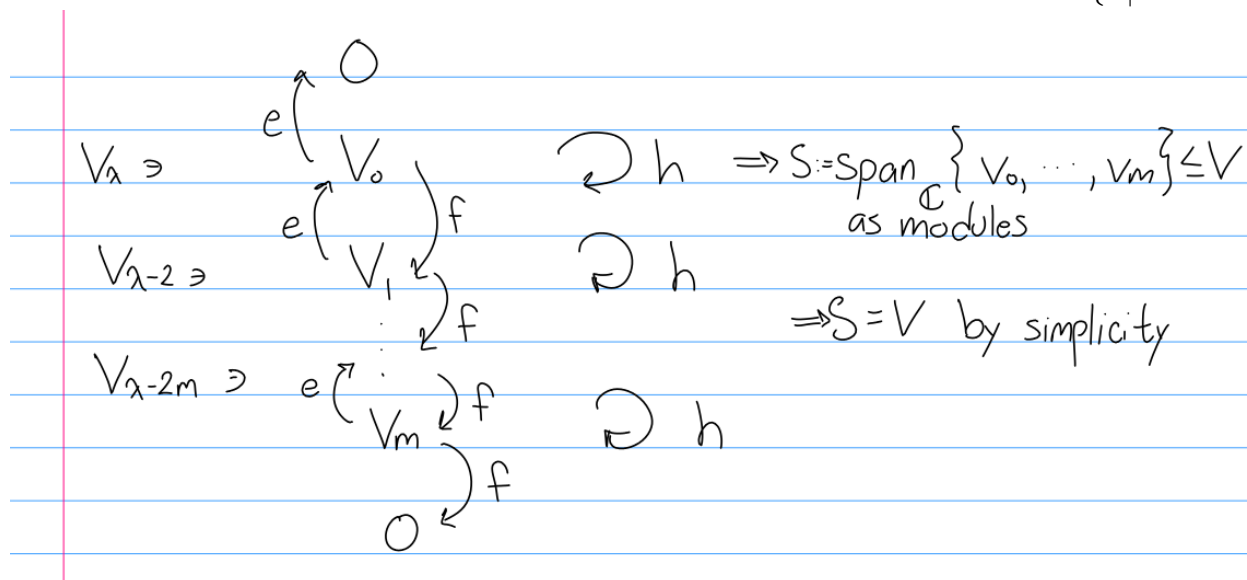 0
e
V_λ ∋ V_0 h ⇒ S:=span_ℂ {V_0, ⋯, V_m} ≤ V
e f as modules
V_{λ-2} ∋ V_1 h
⋮ f ⇒ S = V by simplicity
V_{λ-2m} ∋ e f
V_m h
f
0